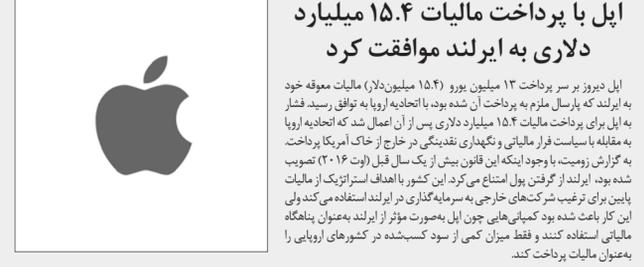 اپل با پرداخت مالیات ۱۵.۴ میلیارد
دلاری به ایرلند موافقت کرد
اپل دیروز بر سر پرداخت ۱۳ میلیون یورو (۱۵.۴ میلیون‌دلار) مالیات معوقه خود
به ایرلند که پارسال ملزم به پرداخت آن شده بود، با اتحادیه اروپا به توافق رسید. فشار
به اپل برای پرداخت مالیات ۱۵.۴ میلیارد دلاری پس از آن اعمال شد که اتحادیه اروپا
به مقابله با سیاست فرار مالیاتی و نگهداری نقدینگی در خارج از خاک آمریکا پرداخت.
به گزارش زومیت، با وجود اینکه این قانون بیش از یک سال قبل (اوت ۲۰۱۶) تصویب
شده بود، ایرلند از گرفتن پول امتناع می‌کرد. این کشور با اهداف استراتژیک از مالیات
پایین برای ترغیب شرکت‌های خارجی به سرمایه‌گذاری در ایرلند استفاده می‌کند ولی
این کار باعث شده بود کمپانی‌هایی چون اپل به‌صورت مؤثر از ایرلند به‌عنوان پناهگاه
مالیاتی استفاده کنند و فقط میزان کمی از سود کسب‌شده در کشورهای اروپایی را
به‌عنوان مالیات پرداخت کند.